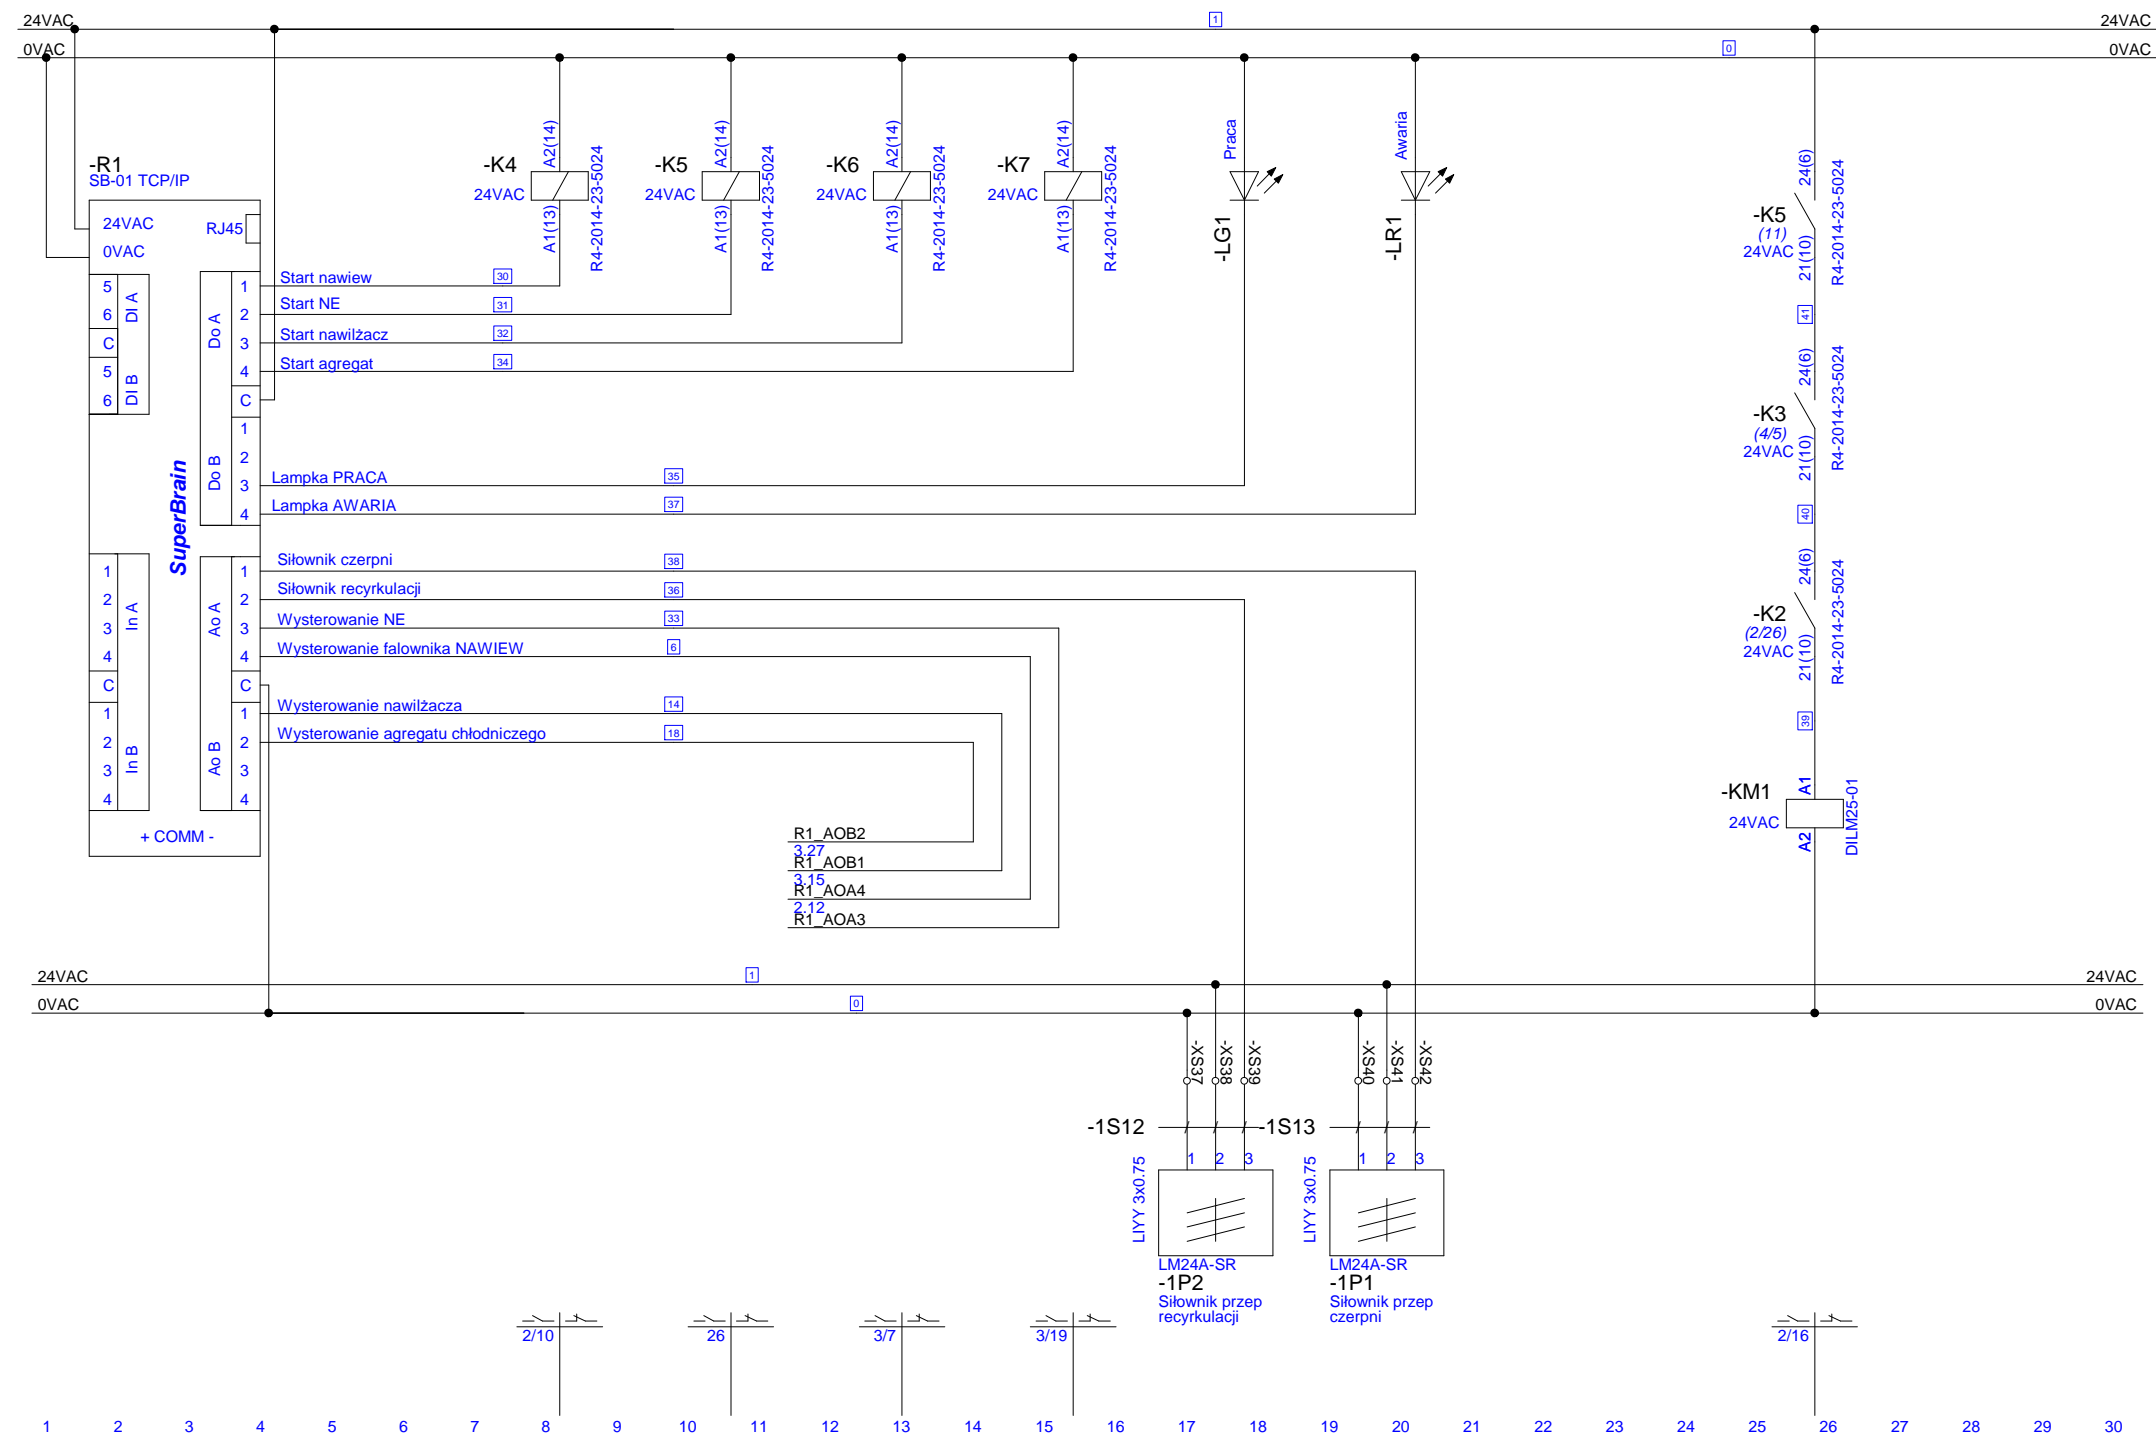 24VAC
1
24VAC
0VAC
0
0VAC
-R1
SB-01 TCP/IP
24VAC
RJ45
0VAC
5
6
DI A
C
5
6
DI B
Do A
1
2
3
4
C
Do B
1
2
3
4
SuperBrain
1
2
3
4
In A
C
1
2
3
4
In B
Ao A
1
2
3
4
C
Ao B
1
2
3
4
+ COMM -
Start nawiew
30
Start NE
31
Start nawilżacz
32
Start agregat
34
Lampka PRACA
35
Lampka AWARIA
37
Siłownik czerpni
38
Siłownik recyrkulacji
36
Wysterowanie NE
33
Wysterowanie falownika NAWIEW
6
Wysterowanie nawilżacza
14
Wysterowanie agregatu chłodniczego
18
-K4
24VAC
A2(14)
A1(13)
R4-2014-23-5024
-K5
24VAC
A2(14)
A1(13)
R4-2014-23-5024
-K6
24VAC
A2(14)
A1(13)
R4-2014-23-5024
-K7
24VAC
A2(14)
A1(13)
R4-2014-23-5024
Praca
-LG1
Awaria
-LR1
24(6)
-K5
(11)
24VAC
21(10)
R4-2014-23-5024
41
24(6)
-K3
(4/5)
24VAC
21(10)
R4-2014-23-5024
40
24(6)
-K2
(2/26)
24VAC
21(10)
R4-2014-23-5024
39
A1
-KM1
24VAC
A2
DILM25-01
R1_AOB2
3.27
R1_AOB1
3.15
R1_AOA4
2.12
R1_AOA3
24VAC
1
24VAC
0VAC
0
0VAC
-XS37
-XS38
-XS39
-XS40
-XS41
-XS42
-1S12
-1S13
LIYY 3x0.75
1 2 3
LIYY 3x0.75
1 2 3
LM24A-SR
-1P2
Siłownik przep
recyrkulacji
LM24A-SR
-1P1
Siłownik przep
czerpni
2/10
26
3/7
3/19
2/16
1 2 3 4 5 6 7 8 9 10 11 12 13 14 15 16 17 18 19 20 21 22 23 24 25 26 27 28 29 30